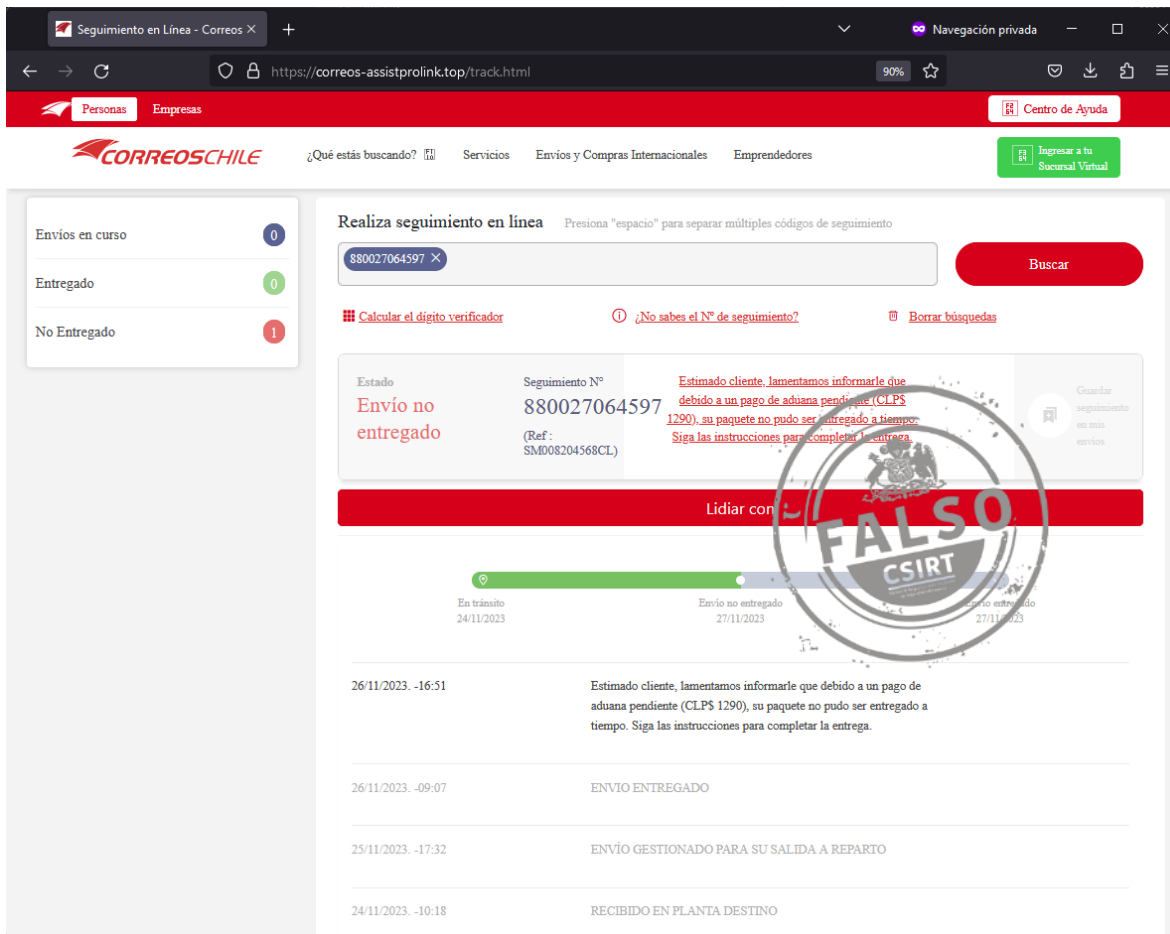 Seguimiento en Línea - Correos
Navegación privada
https://correos-assistprolink.top/track.html
90%
Personas Empresas
Centro de Ayuda
CORREOSCHILE
¿Qué estás buscando? Servicios Envíos y Compras Internacionales Emprendedores
Ingresar a tu
Sucursal Virtual
Envíos en curso 0
Entregado 0
No Entregado 1
Realiza seguimiento en línea Presiona "espacio" para separar múltiples códigos de seguimiento
880027064597
Buscar
Calcular el dígito verificador ¿No sabes el Nº de seguimiento? Borrar búsquedas
Estado
Envío no
entregado
Seguimiento Nº
880027064597
(Ref :
SM008204568CL)
Estimado cliente, lamentamos informarle que
debido a un pago de aduana pendiente (CLP$
1290), su paquete no pudo ser entregado a tiempo.
Siga las instrucciones para completar la entrega.
Guardar
seguimiento
en mis
envíos
Lidiar con
FALSO
CSIRT
En tránsito
24/11/2023
Envio no entregado
27/11/2023
Envio entregado
27/11/2023
26/11/2023. -16:51
Estimado cliente, lamentamos informarle que debido a un pago de
aduana pendiente (CLP$ 1290), su paquete no pudo ser entregado a
tiempo. Siga las instrucciones para completar la entrega.
26/11/2023. -09:07 ENVIO ENTREGADO
25/11/2023. -17:32 ENVÍO GESTIONADO PARA SU SALIDA A REPARTO
24/11/2023. -10:18 RECIBIDO EN PLANTA DESTINO